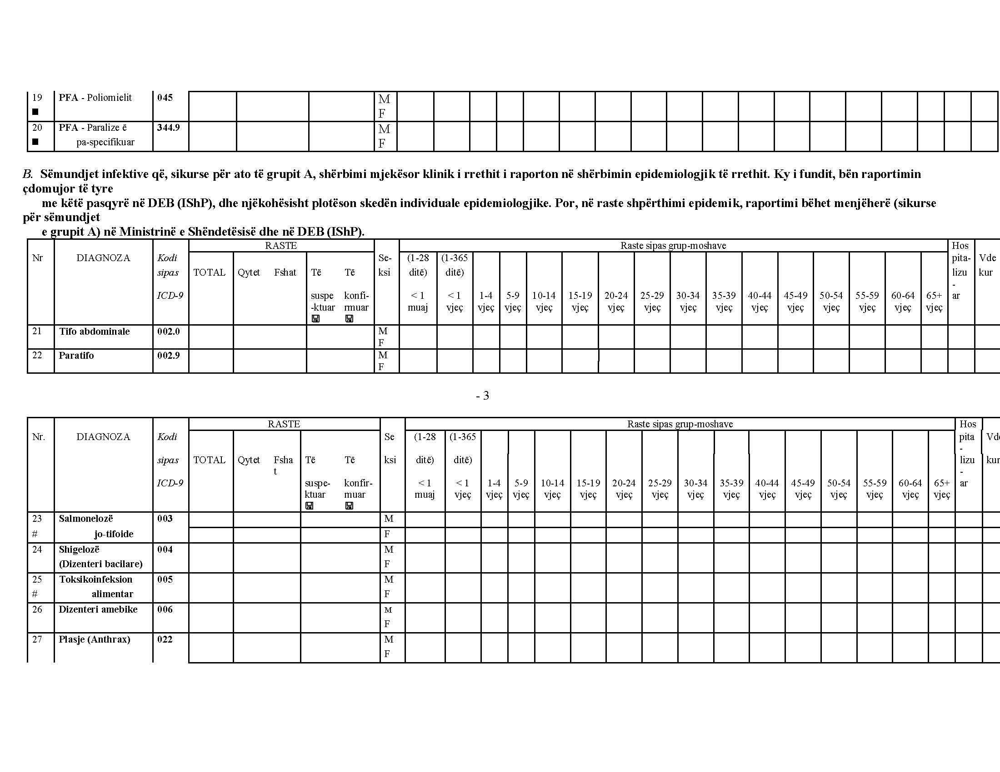 19 PFA - Poliomielit 045 M
■ F
20 PFA - Paralize ë 344.9 M
■ pa-specifikuar F
B. Sëmundjet infektive që, sikurse për ato të grupit A, shërbimi mjekësor klinik i rrethit i raporton në shërbimin epidemiologjik të rrethit. Ky i fundit, bën raportimin
çdomujor të tyre
me këtë pasqyrë në DEB (IShP), dhe njëkohësisht plotëson skedën individuale epidemiologjike. Por, në raste shpërthimi epidemik, raportimi bëhet menjëherë (sikurse
për sëmundjet
e grupit A) në Ministrinë e Shëndetësisë dhe në DEB (IShP).
RASTE Raste sipas grup-moshave Hos
Nr DIAGNOZA Kodi Se- (1-28 (1-365 pita- Vde
sipas TOTAL Qytet Fshat Të Të ksi ditë) ditë) lizu kur
-
ICD-9 suspe konfi- < 1 < 1 1-4 5-9 10-14 15-19 20-24 25-29 30-34 35-39 40-44 45-49 50-54 55-59 60-64 65+ ar
-ktuar rmuar muaj vjeç vjeç vjeç vjeç vjeç vjeç vjeç vjeç vjeç vjeç vjeç vjeç vjeç vjeç vjeç
🖫 🖫
21 Tifo abdominale 002.0 M
F
22 Paratifo 002.9 M
F
- 3
RASTE Raste sipas grup-moshave Hos
Nr. DIAGNOZA Kodi Se (1-28 (1-365 pita Vde
-
sipas TOTAL Qytet Fsha Të Të ksi ditë) ditë) lizu kur
t -
ICD-9 suspe- konfir- < 1 < 1 1-4 5-9 10-14 15-19 20-24 25-29 30-34 35-39 40-44 45-49 50-54 55-59 60-64 65+ ar
ktuar muar muaj vjeç vjeç vjeç vjeç vjeç vjeç vjeç vjeç vjeç vjeç vjeç vjeç vjeç vjeç vjeç
🖫 🖫
23 Salmonelozë 003 M
# jo-tifoide F
24 Shigelozë 004 M
(Dizenteri bacilare) F
25 Toksikoinfeksion 005 M
# alimentar F
26 Dizenteri amebike 006 M
F
27 Plasje (Anthrax) 022 M
F